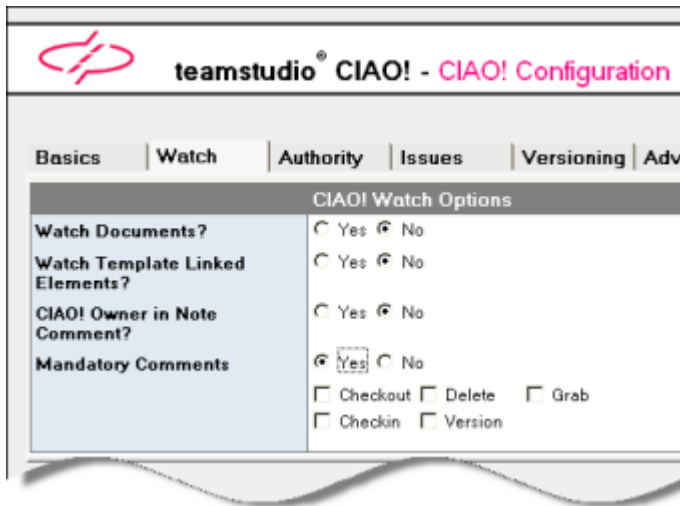 teamstudio® CIAO! - CIAO! Configuration
Basics Watch Authority Issues Versioning Adv
CIAO! Watch Options
Watch Documents? Yes No
Watch Template Linked Yes No
Elements?
CIAO! Owner in Note Yes No
Comment?
Mandatory Comments Yes No
Checkout Delete Grab
Checkin Version